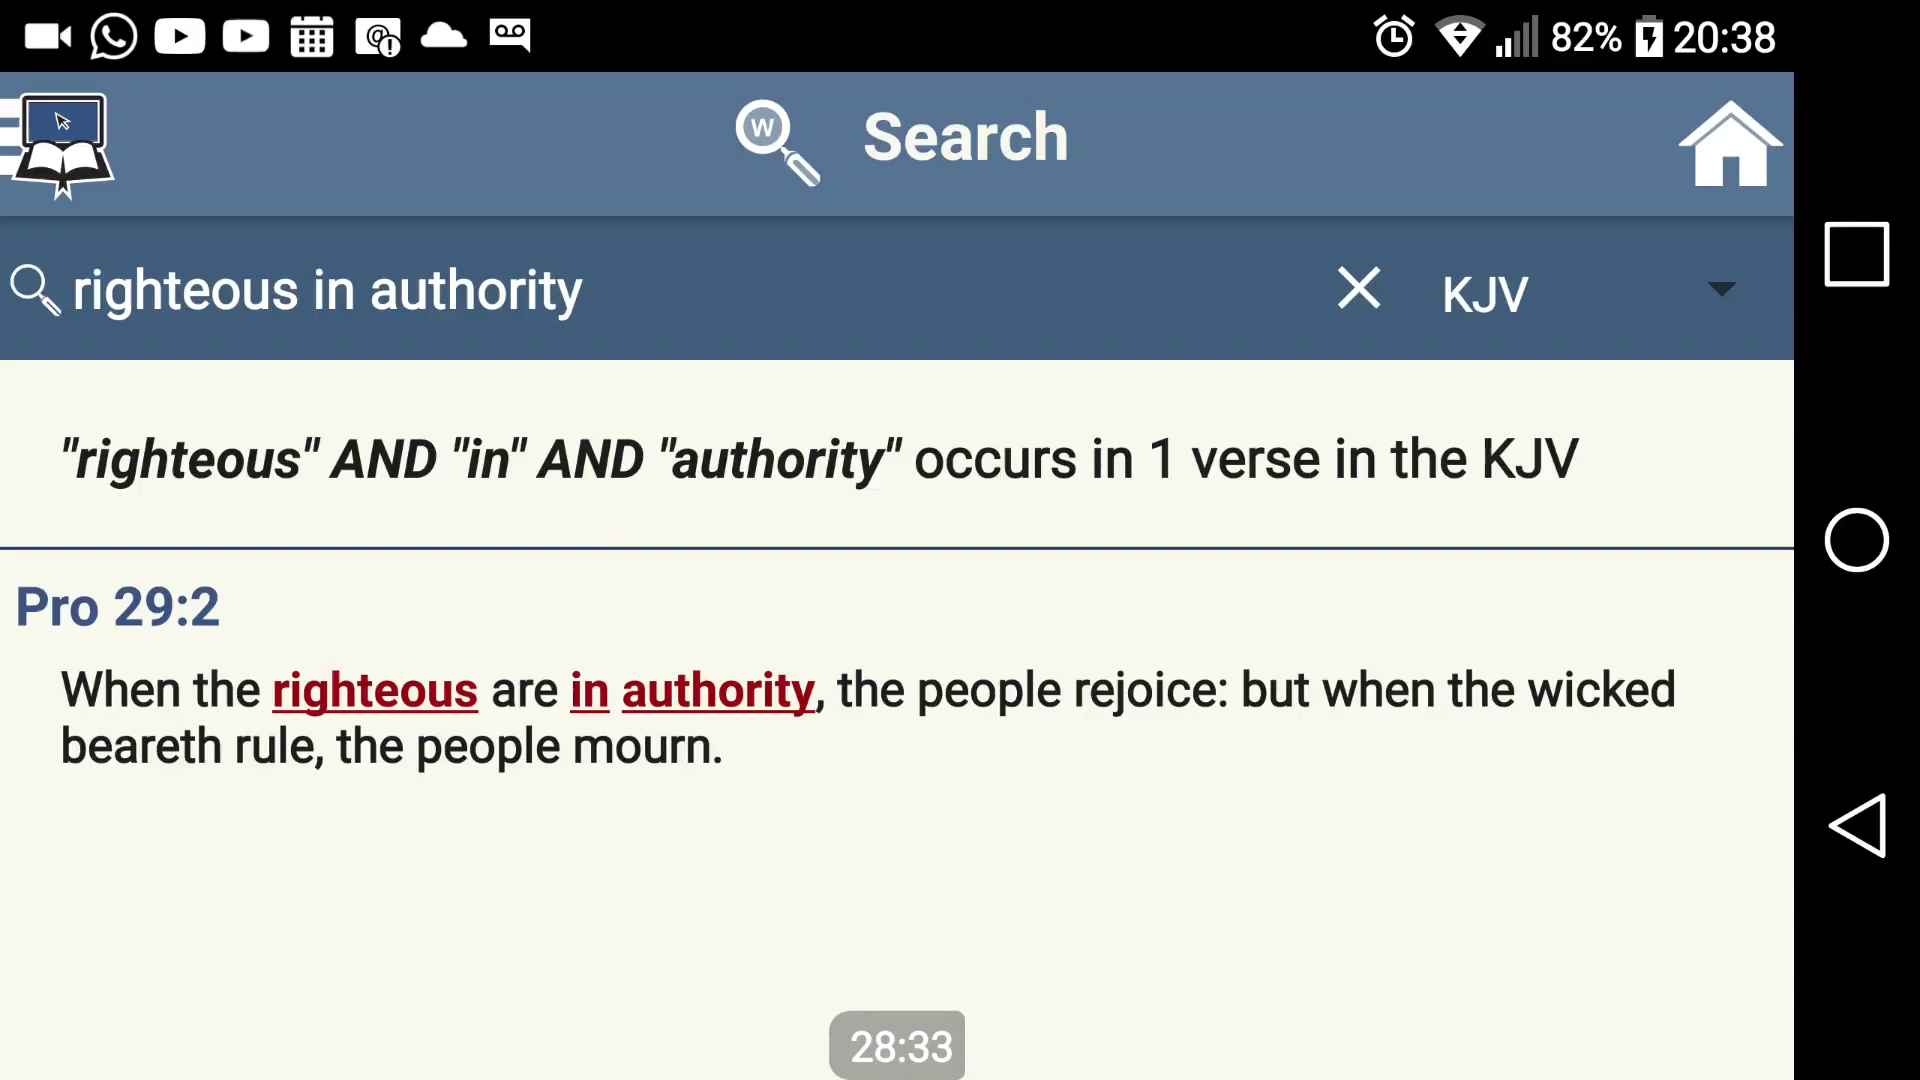 82% 20:38
W Search
righteous in authority KJV
"righteous" AND "in" AND "authority" occurs in 1 verse in the KJV
Pro 29:2
When the righteous are in authority, the people rejoice: but when the wicked
beareth rule, the people mourn.
28:33